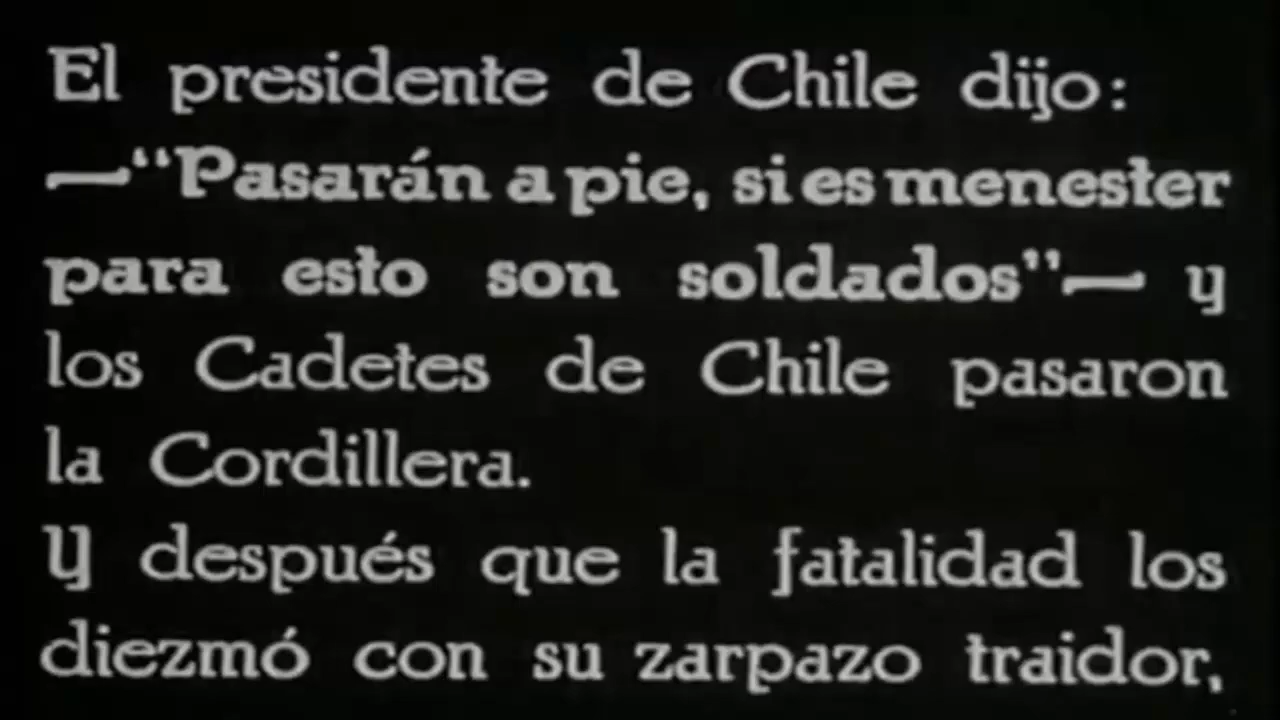 El presidente de Chile dijo:
—“Pasarán a pie, si es menester
para esto son soldados”— y
los Cadetes de Chile pasaron
la Cordillera.
Y después que la fatalidad los
diezmó con su zarpazo traidor,